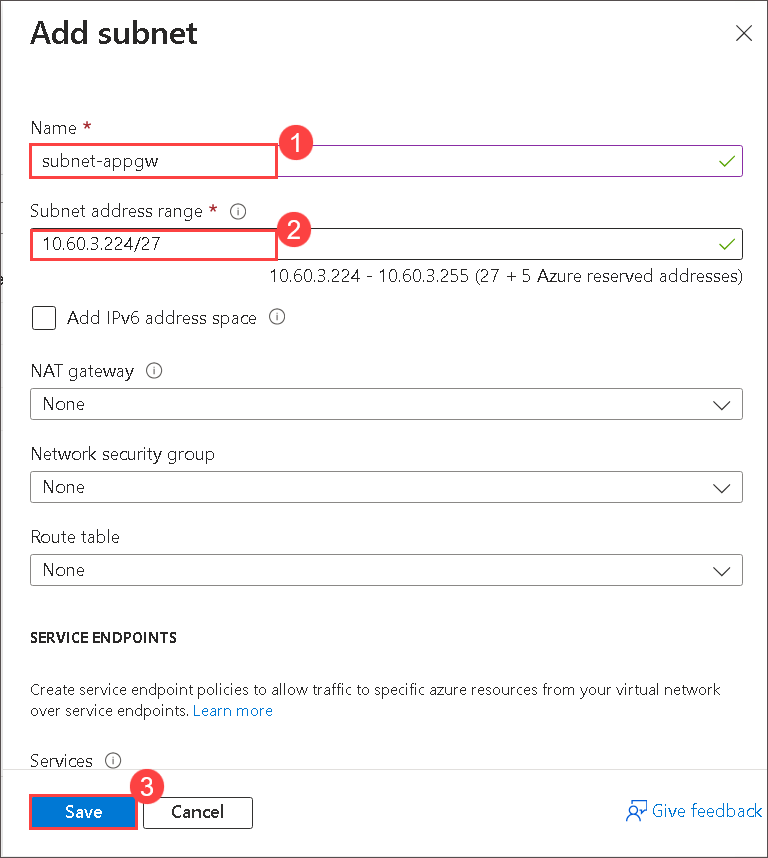 Add subnet
Name *
1
subnet-appgw
Subnet address range *
2
10.60.3.224/27
10.60.3.224 - 10.60.3.255 (27 + 5 Azure reserved addresses)
Add IPv6 address space
NAT gateway
None
Network security group
None
Route table
None
SERVICE ENDPOINTS
Create service endpoint policies to allow traffic to specific azure resources from your virtual network
over service endpoints. Learn more
Services
3
Save Cancel Give feedback